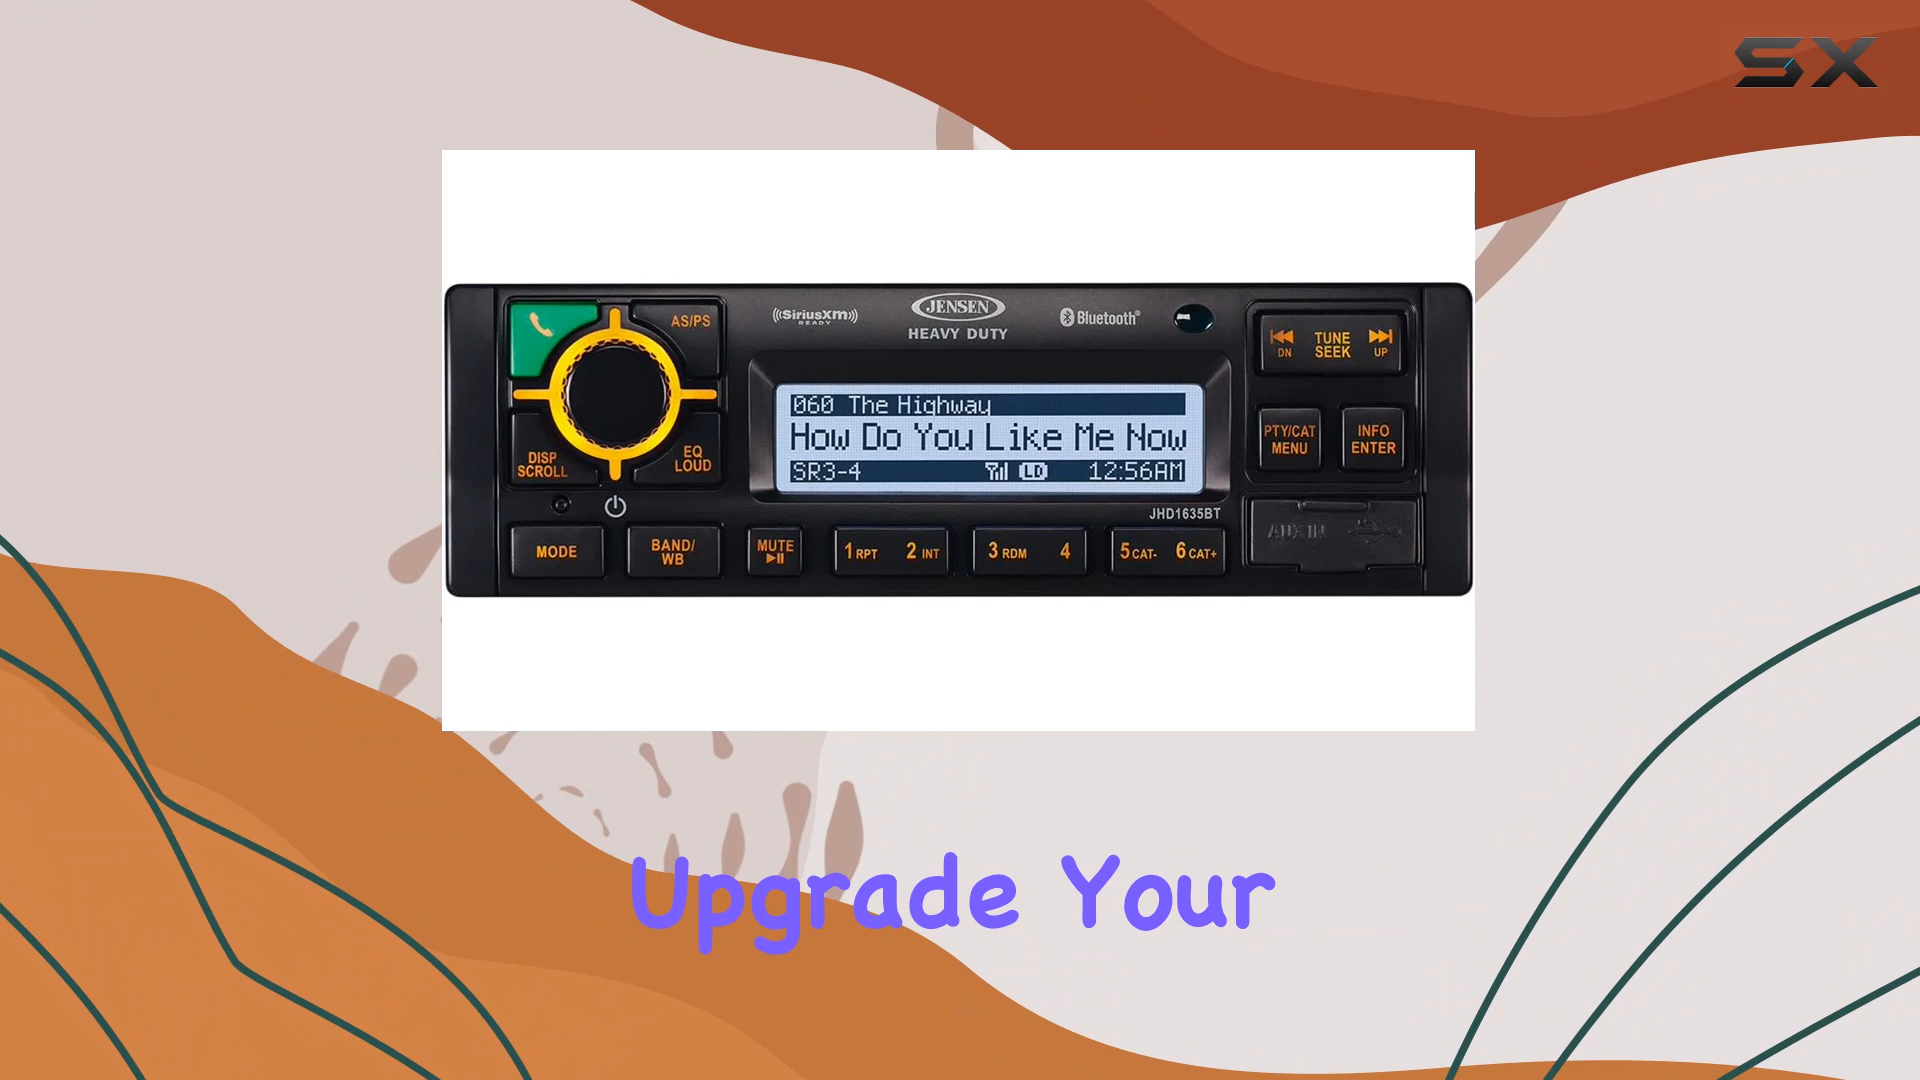 SX
SiriusXM
READY
JENSEN
HEAVY DUTY
Bluetooth®
AS/PS
DISP
SCROLL
EQ
LOUD
060 The Highway
How Do You Like Me Now
SR3-4 LD 12:56AM
JHD1635BT
DN
TUNE
SEEK
UP
PTY/CAT
MENU
INFO
ENTER
AUX IN
MODE
BAND/
WB
MUTE
1 RPT 2 INT
3 RDM 4
5 CAT- 6 CAT+
Upgrade Your